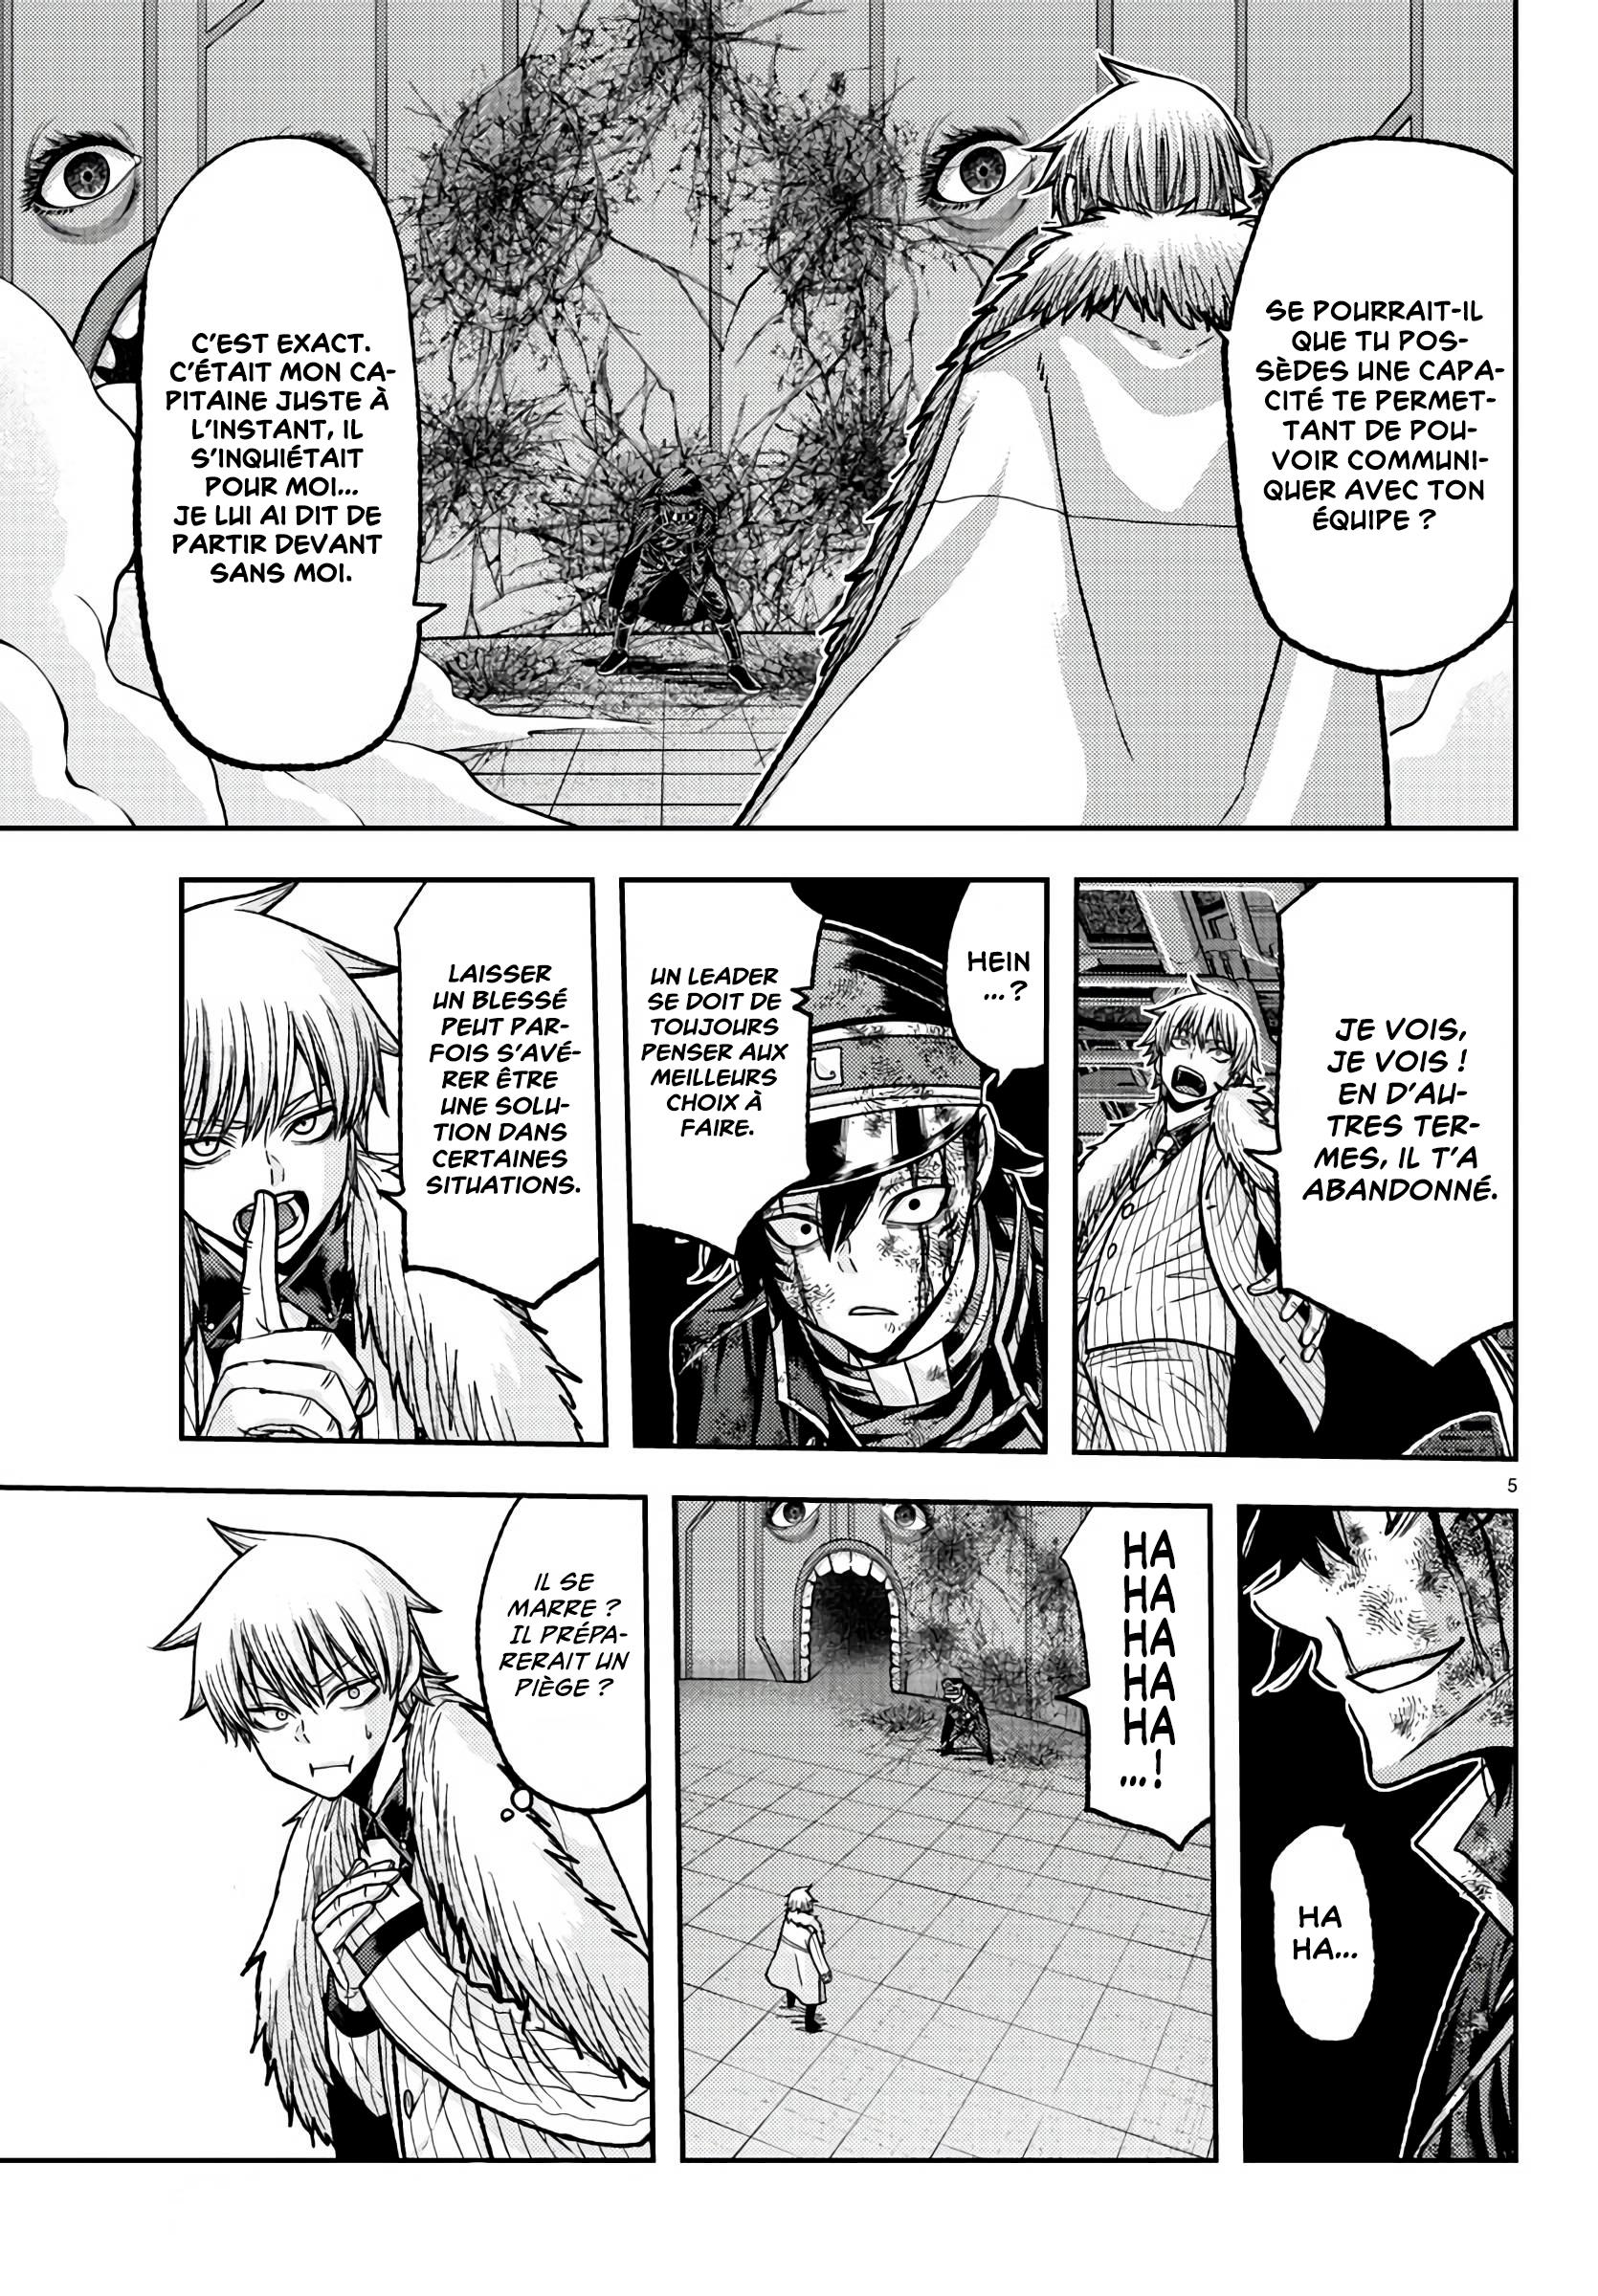 SE POURRAIT-IL
QUE TU POS-
SÈDES UNE CAPA-
CITÉ TE PERMET-
TANT DE POU-
VOIR COMMUNI-
QUER AVEC TON
ÉQUIPE ?
C'EST EXACT.
C'ÉTAIT MON CA-
PITAINE JUSTE À
L'INSTANT, IL
S'INQUIÉTAIT
POUR MOI...
JE LUI AI DIT DE
PARTIR DEVANT
SANS MOI.
JE VOIS,
JE VOIS !
EN D'AU-
TRES TER-
MES, IL T'A
ABANDONNÉ.
HEIN
...?
UN LEADER
SE DOIT DE
TOUJOURS
PENSER AUX
MEILLEURS
CHOIX À
FAIRE.
LAISSER
UN BLESSÉ
PEUT PAR-
FOIS S'AVÉ-
RER ÊTRE
UNE SOLU-
TION DANS
CERTAINES
SITUATIONS.
5
HA
HA...
HA
HA
HA
HA
HA
...!
IL SE
MARRE ?
IL PRÉPA-
RERAIT UN
PIÈGE ?